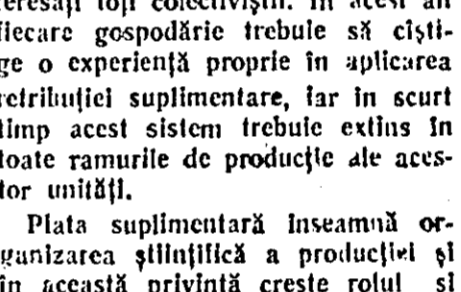 teresați toți colectiviștii. In acest an
fiecare gospodărie trebuie să cîști-
ge o experiență proprie în aplicarea
retribuției suplimentare, iar în scurt
timp acest sistem trebuie extins în
toate ramurile de producție ale aces-
tor unități.
Plata suplimentară înseamnă or-
ganizarea științifică a producției și
în această privință crește rolul și